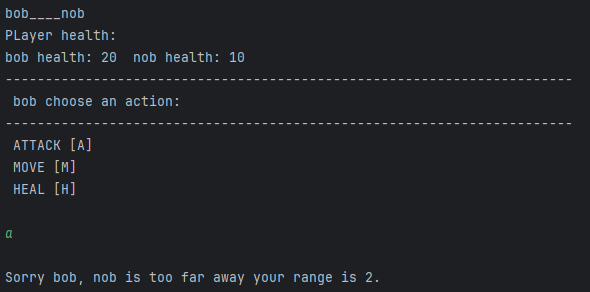 bob____nob
PLayer health:
bob health: 20  nob health: 10
-----------------------------------------------------------------------
 bob choose an action:
-----------------------------------------------------------------------
 ATTACK [A]
 MOVE [M]
 HEAL [H]
a
Sorry bob, nob is too far away your range is 2.